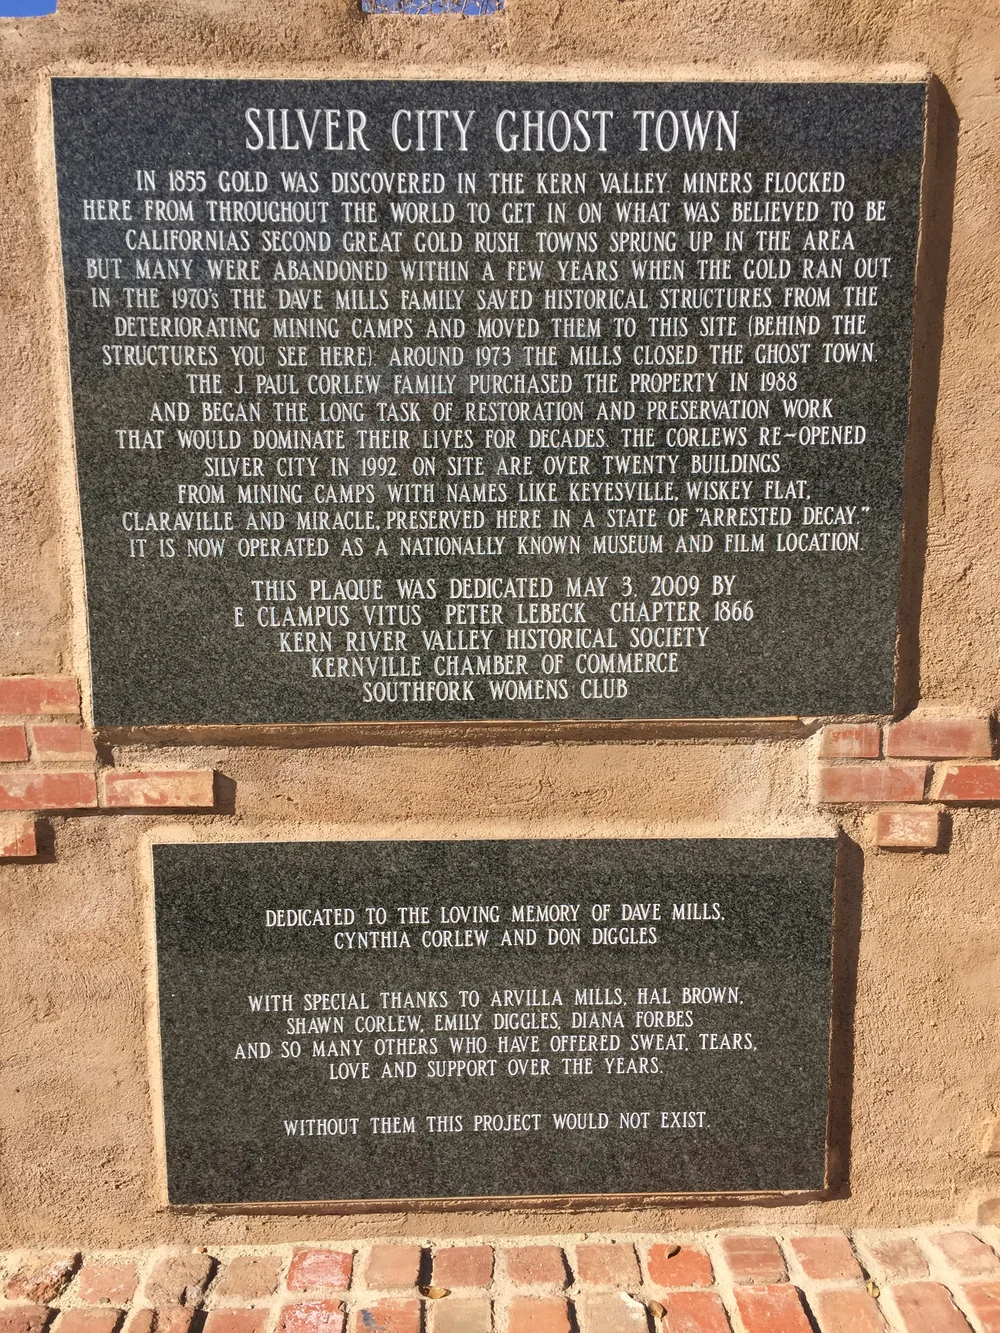 SILVER CITY GHOST TOWN
IN 1855 GOLD WAS DISCOVERED IN THE KERN VALLEY MINERS FLOCKED
HERE FROM THROUGHOUT THE WORLD TO GET IN ON WHAT WAS BELIEVED TO BE
CALIFORNIAS SECOND GREAT GOLD RUSH. TOWNS SPRUNG UP IN THE AREA
BUT MANY WERE ABANDONED WITHIN A FEW YEARS WHEN THE GOLD RAN OUT
IN THE 1970's THE DAVE MILLS FAMILY SAVED HISTORICAL STRUCTURES FROM THE
DETERIORATING MINING CAMPS AND MOVED THEM TO THIS SITE (BEHIND THE
STRUCTURES YOU SEE HERE) AROUND 1973 THE MILLS CLOSED THE GHOST TOWN.
THE J PAUL CORLEW FAMILY PURCHASED THE PROPERTY IN 1988
AND BEGAN THE LONG TASK OF RESTORATION AND PRESERVATION WORK
THAT WOULD DOMINATE THEIR LIVES FOR DECADES. THE CORLEWS RE-OPENED
SILVER CITY IN 1992 ON SITE ARE OVER TWENTY BUILDINGS
FROM MINING CAMPS WITH NAMES LIKE KEYESVILLE, WISKEY FLAT,
CLARAVILLE AND MIRACLE, PRESERVED HERE IN A STATE OF "ARRESTED DECAY."
IT IS NOW OPERATED AS A NATIONALLY KNOWN MUSEUM AND FILM LOCATION.
THIS PLAQUE WAS DEDICATED MAY 3, 2009 BY
E CLAMPUS VITUS PETER LEBECK CHAPTER 1866
KERN RIVER VALLEY HISTORICAL SOCIETY
KERNVILLE CHAMBER OF COMMERCE
SOUTHFORK WOMENS CLUB
DEDICATED TO THE LOVING MEMORY OF DAVE MILLS,
CYNTHIA CORLEW AND DON DIGGLES
WITH SPECIAL THANKS TO ARVILLA MILLS, HAL BROWN,
SHAWN CORLEW, EMILY DIGGLES, DIANA FORBES
AND SO MANY OTHERS WHO HAVE OFFERED SWEAT, TEARS,
LOVE AND SUPPORT OVER THE YEARS.
WITHOUT THEM THIS PROJECT WOULD NOT EXIST.